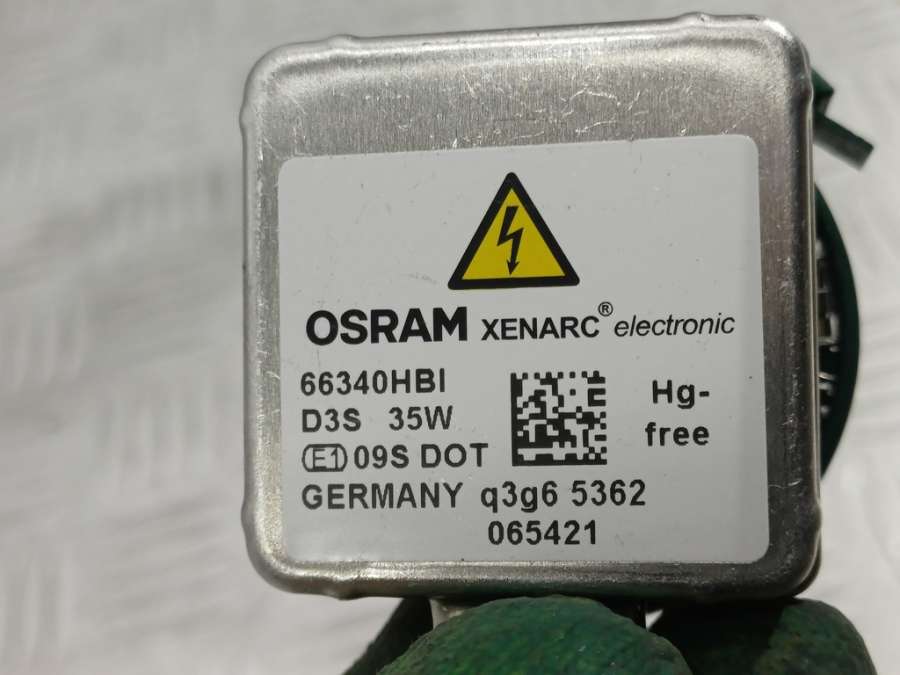 OSRAM XENARC® electronic
66340HBI
D3S 35W
Hg-
free
E1 09S DOT
GERMANY q3g6 5362
065421